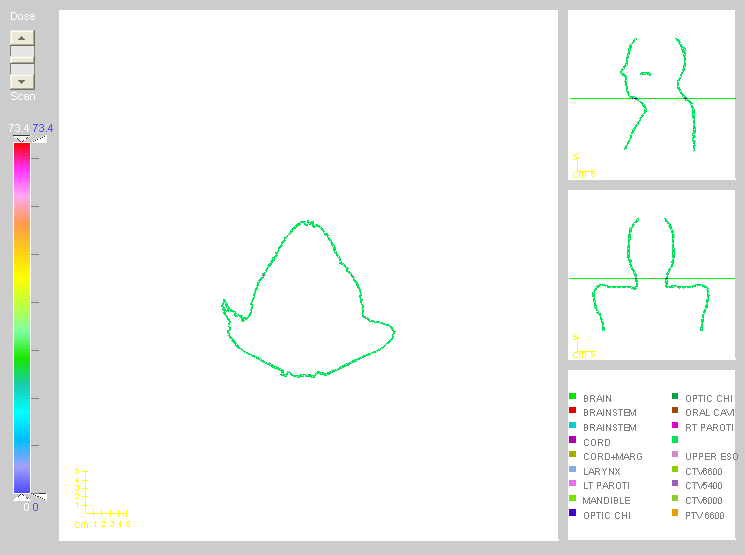 Dose
Scan
73.4 73.4
0 0
5
4
3
2
1
cm 1 2 3 4 5
5
cm 5
5
cm 5
BRAIN
BRAINSTEM
BRAINSTEM
CORD
CORD+MARG
LARYNX
LT PAROTI
MANDIBLE
OPTIC CHI
OPTIC CHI
ORAL CAVI
RT PAROTI
UPPER ESO
CTV6600
CTV5400
CTV6000
PTV6600